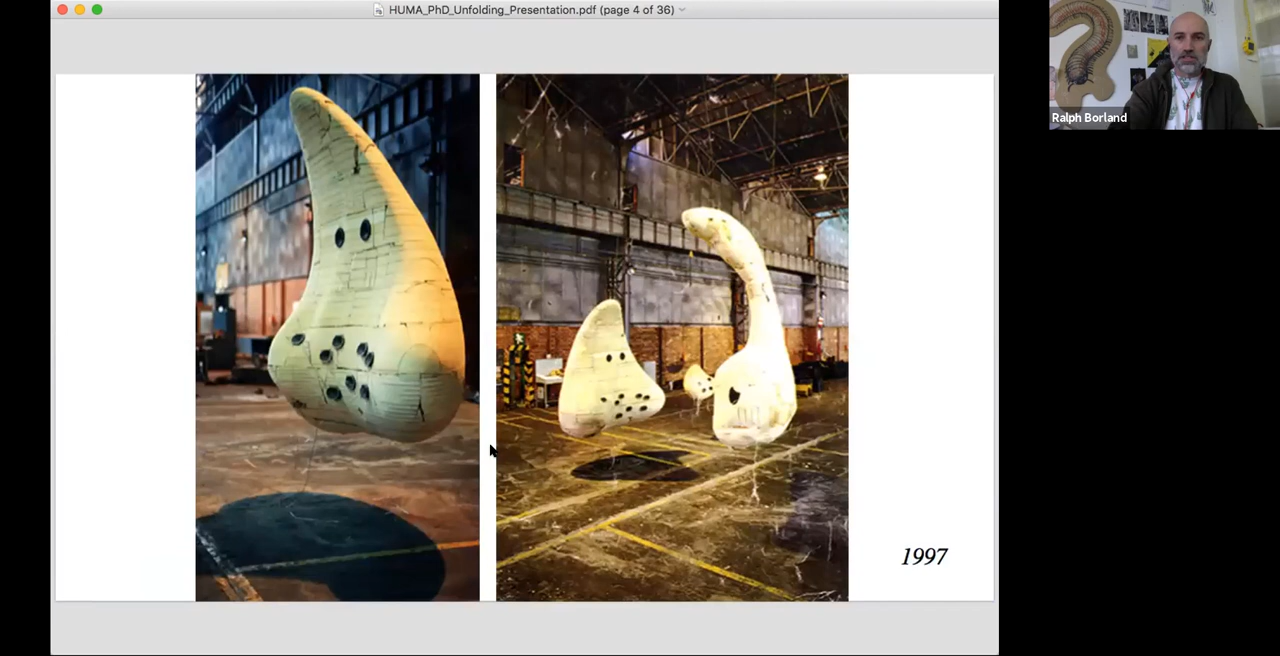 HUMA_PhD_Unfolding_Presentation.pdf (page 4 of 36)
Ralph Borland
1997